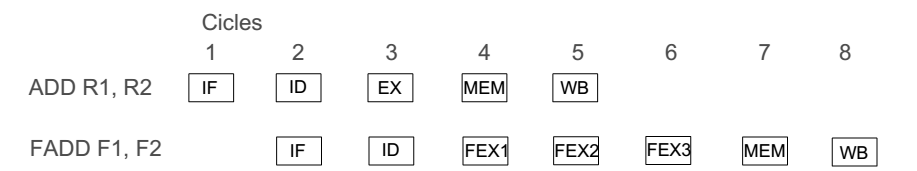 Cicles
1 2 3 4 5 6 7 8
ADD R1, R2 IF ID EX MEM WB
FADD F1, F2 IF ID FEX1 FEX2 FEX3 MEM WB